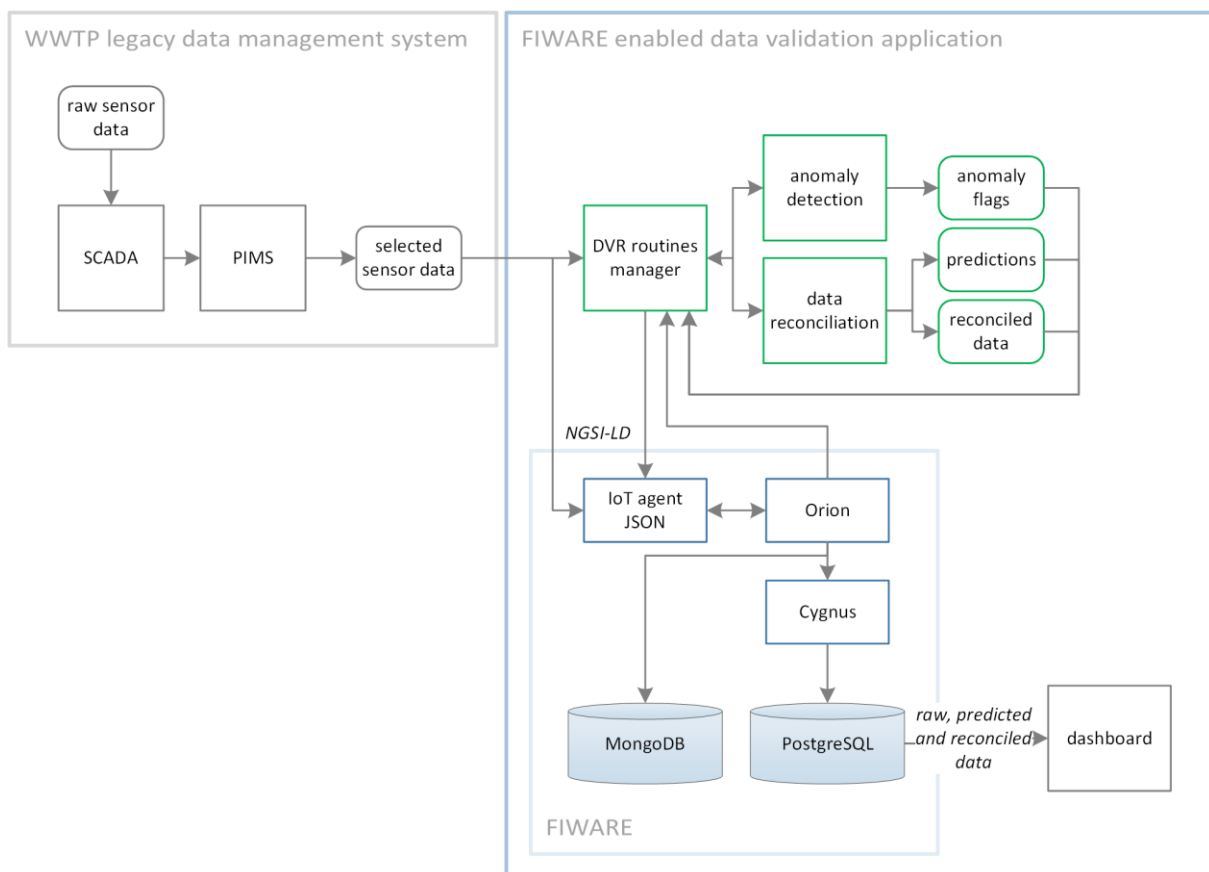 WWTP legacy data management system
FIWARE enabled data validation application
raw sensor
data
SCADA
PIMS
selected
sensor data
DVR routines
manager
anomaly
detection
anomaly
flags
data
reconciliation
predictions
reconciled
data
NGSI-LD
IoT agent
JSON
Orion
Cygnus
MongoDB
PostgreSQL
raw, predicted
and reconciled
data
dashboard
FIWARE